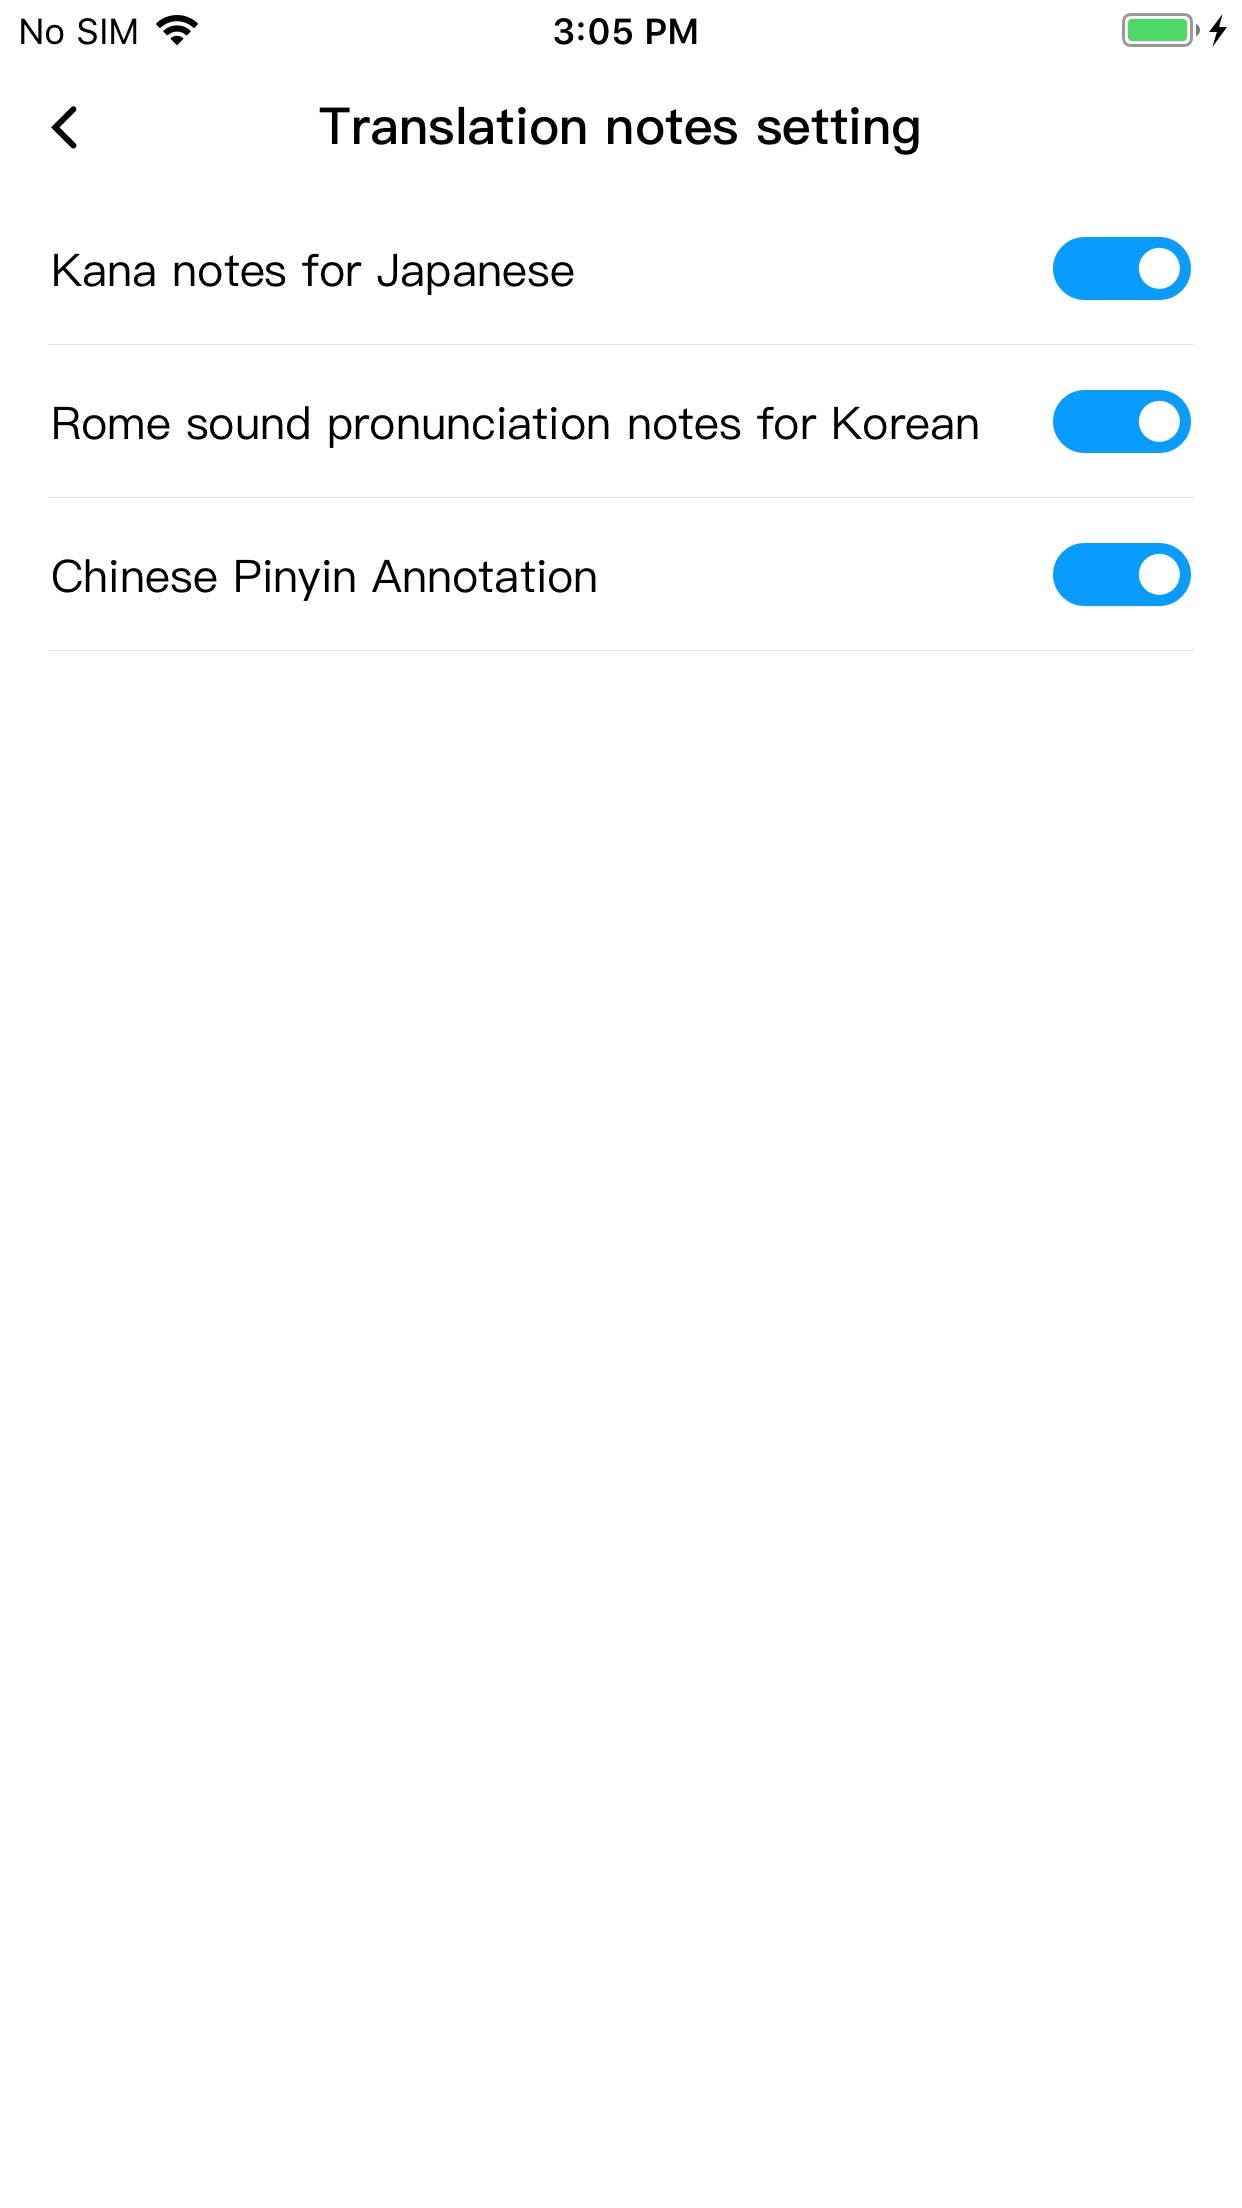 No SIM
3:05 PM
Translation notes setting
Kana notes for Japanese
Rome sound pronunciation notes for Korean
Chinese Pinyin Annotation